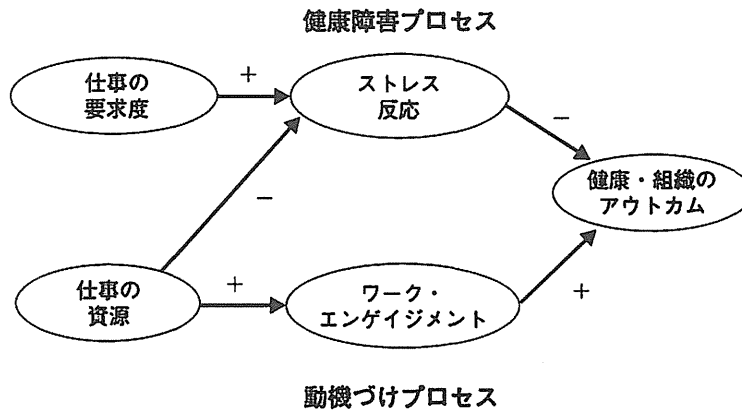 健康障害プロセス
仕事の
要求度
+
ストレス
反応
−
−
健康・組織の
アウトカム
仕事の
資源
+
ワーク・
エンゲイジメント
+
動機づけプロセス